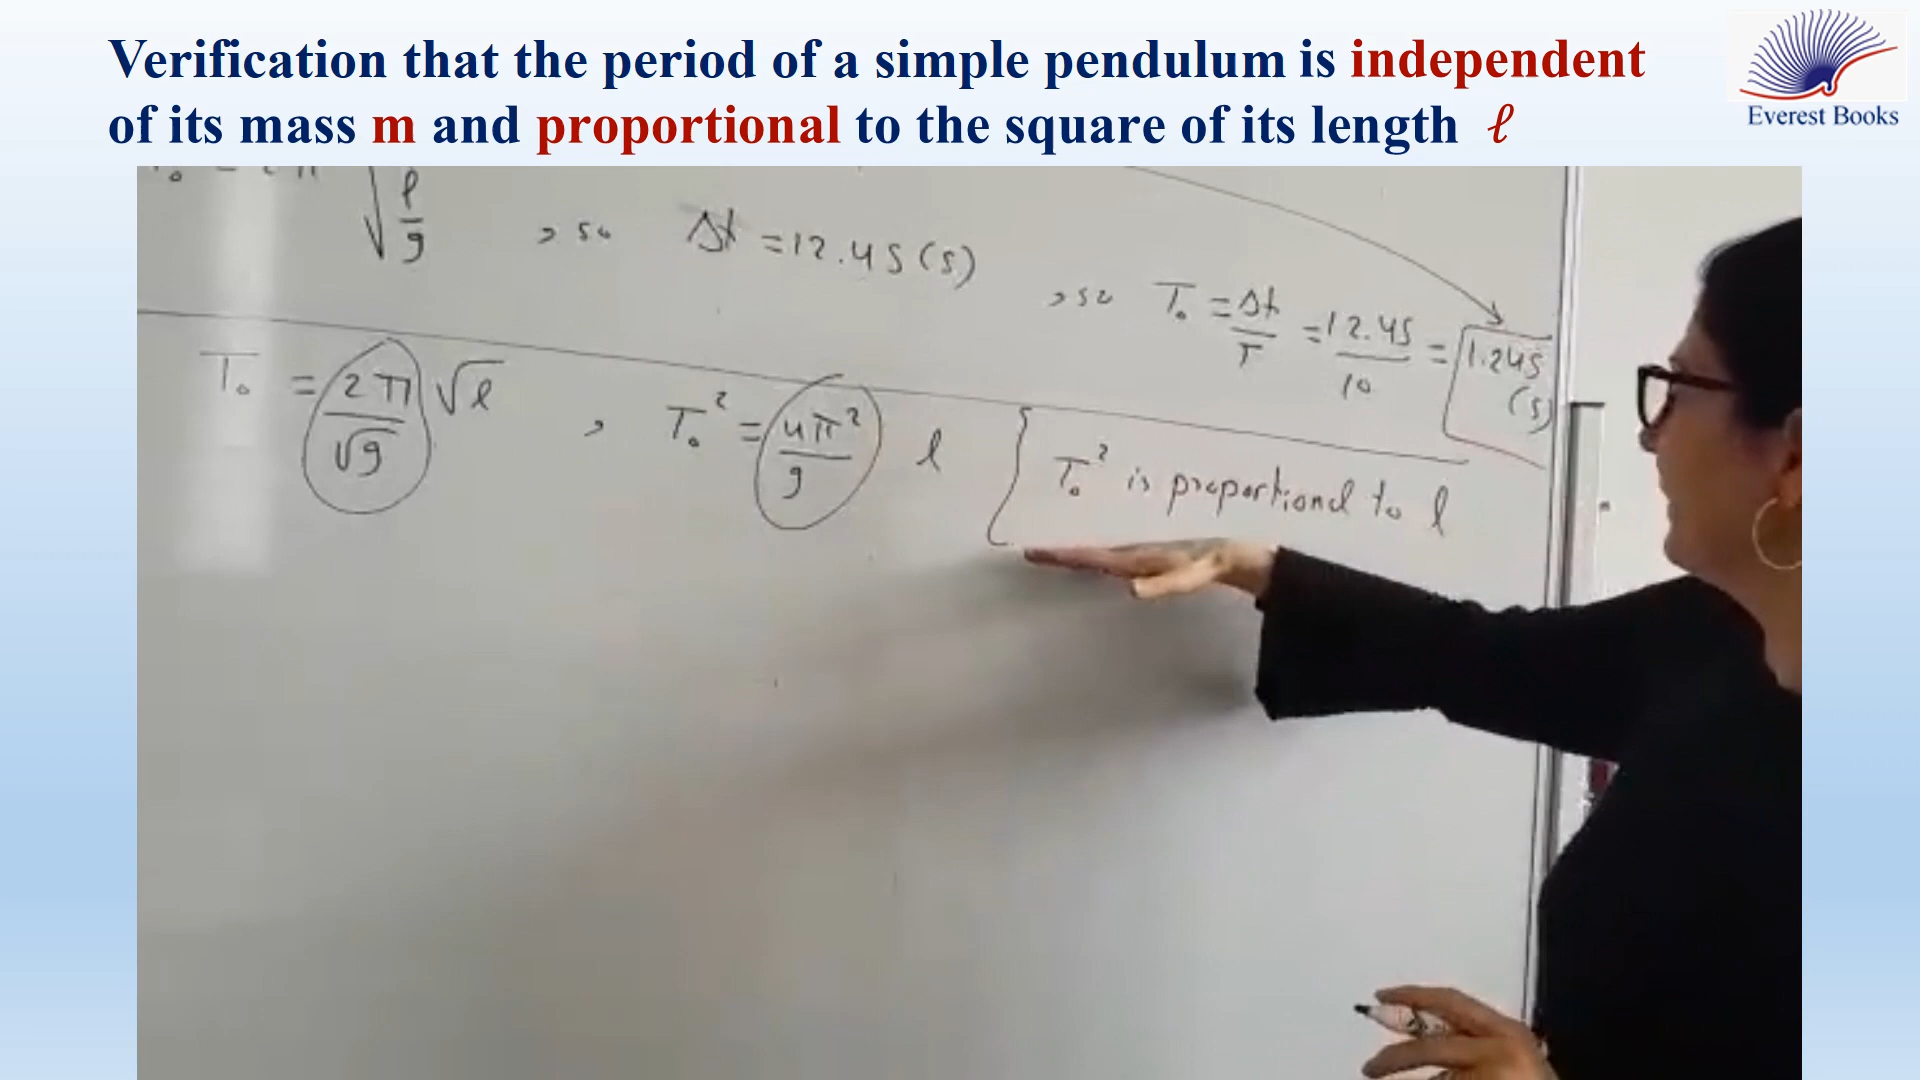 Verification that the period of a simple pendulum is independent
of its mass m and proportional to the square of its length ℓ
Everest Books
√ℓ/g , so Δt = 12.45 (s)
, so T₀ = Δt/T = 12.45/10 = 1.245 (s)
T₀ = 2π/√g √ℓ , T₀² = 4π²/g ℓ
T₀² is proportional to ℓ